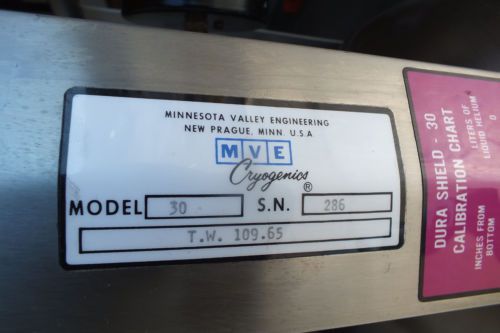 MINNESOTA VALLEY ENGINEERING
NEW PRAGUE, MINN. U.S.A
MVE
Cryogenics®
MODEL 30 S.N. 286
T.W. 109.65
DURA SHIELD - 30
CALIBRATION CHART
LITERS OF
LIQUID HELIUM
0
INCHES FROM
BOTTOM